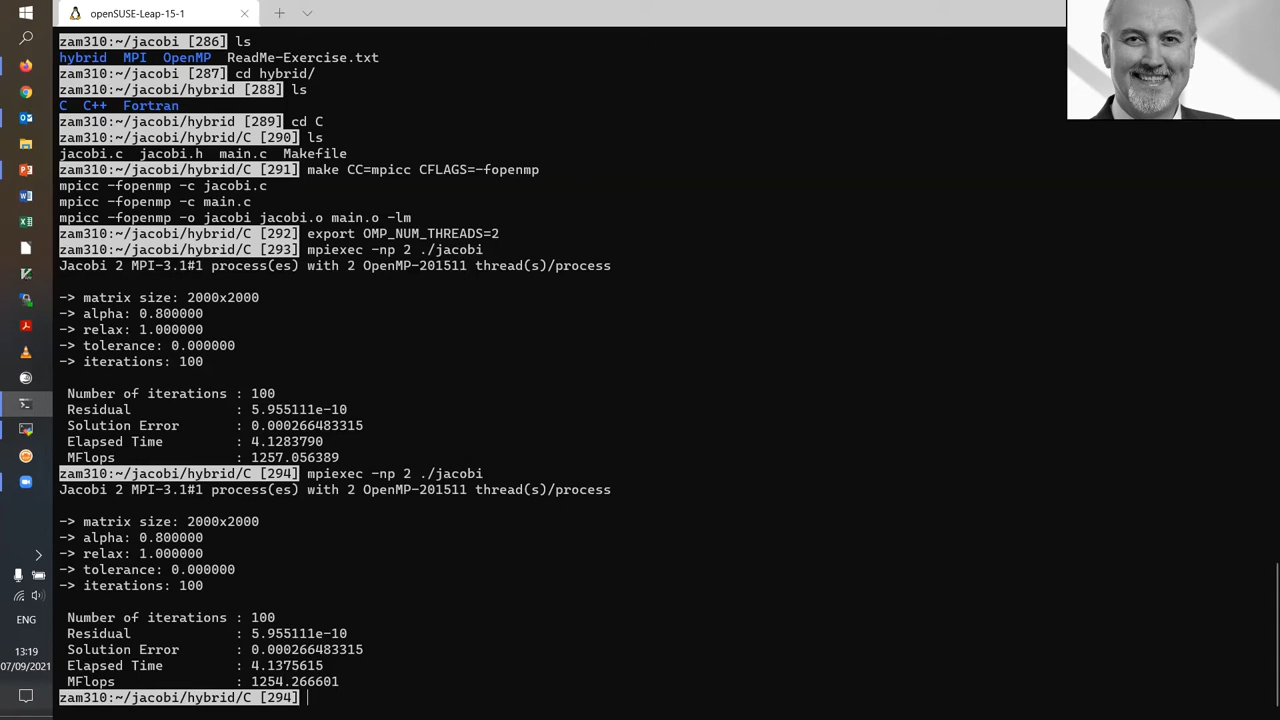 openSUSE-Leap-15-1
zam310:~/jacobi [286] ls
hybrid MPI OpenMP ReadMe-Exercise.txt
zam310:~/jacobi [287] cd hybrid/
zam310:~/jacobi/hybrid [288] ls
C C++ Fortran
zam310:~/jacobi/hybrid [289] cd C
zam310:~/jacobi/hybrid/C [290] ls
jacobi.c jacobi.h main.c Makefile
zam310:~/jacobi/hybrid/C [291] make CC=mpicc CFLAGS=-fopenmp
mpicc -fopenmp -c jacobi.c
mpicc -fopenmp -c main.c
mpicc -fopenmp -o jacobi jacobi.o main.o -lm
zam310:~/jacobi/hybrid/C [292] export OMP_NUM_THREADS=2
zam310:~/jacobi/hybrid/C [293] mpiexec -np 2 ./jacobi
Jacobi 2 MPI-3.1#1 process(es) with 2 OpenMP-201511 thread(s)/process
-> matrix size: 2000x2000
-> alpha: 0.800000
-> relax: 1.000000
-> tolerance: 0.000000
-> iterations: 100
Number of iterations : 100
Residual : 5.955111e-10
Solution Error : 0.000266483315
Elapsed Time : 4.1283790
MFlops : 1257.056389
zam310:~/jacobi/hybrid/C [294] mpiexec -np 2 ./jacobi
Jacobi 2 MPI-3.1#1 process(es) with 2 OpenMP-201511 thread(s)/process
-> matrix size: 2000x2000
-> alpha: 0.800000
-> relax: 1.000000
-> tolerance: 0.000000
-> iterations: 100
Number of iterations : 100
Residual : 5.955111e-10
Solution Error : 0.000266483315
Elapsed Time : 4.1375615
MFlops : 1254.266601
zam310:~/jacobi/hybrid/C [294]
ENG
13:19
07/09/2021